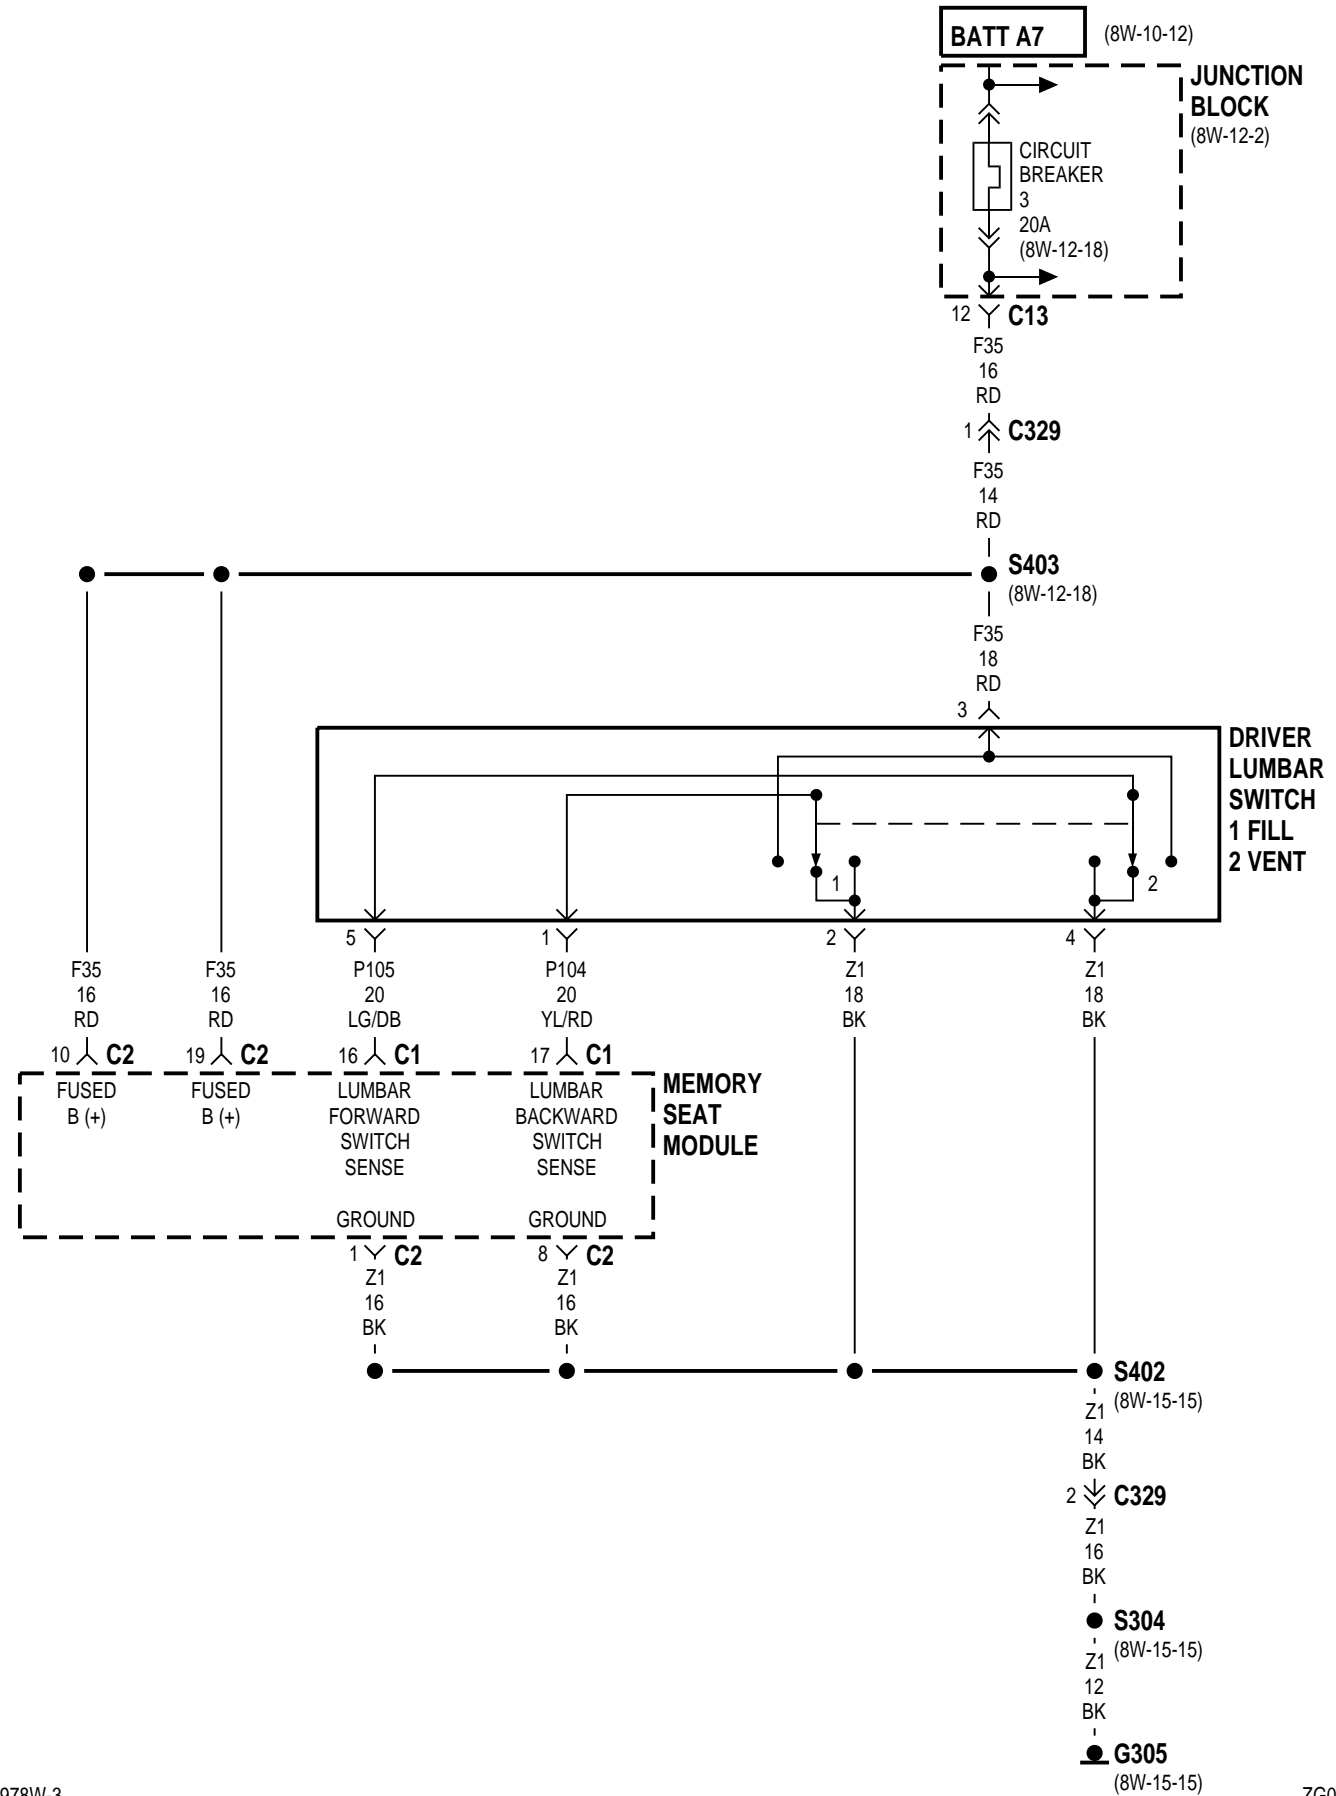 BATT A7
(8W-10-12)
JUNCTION
BLOCK
(8W-12-2)
CIRCUIT
BREAKER
3
20A
(8W-12-18)
12
C13
F35
16
RD
1
C329
F35
14
RD
S403
(8W-12-18)
F35
18
RD
3
DRIVER
LUMBAR
SWITCH
1 FILL
2 VENT
1
2
5
1
2
4
F35
16
RD
F35
16
RD
P105
20
LG/DB
P104
20
YL/RD
Z1
18
BK
Z1
18
BK
10
C2
19
C2
16
C1
17
C1
FUSED
B (+)
FUSED
B (+)
LUMBAR
FORWARD
SWITCH
SENSE
LUMBAR
BACKWARD
SWITCH
SENSE
MEMORY
SEAT
MODULE
GROUND
GROUND
1
C2
8
C2
Z1
16
BK
Z1
16
BK
S402
(8W-15-15)
Z1
14
BK
2
C329
Z1
16
BK
S304
(8W-15-15)
Z1
12
BK
G305
(8W-15-15)